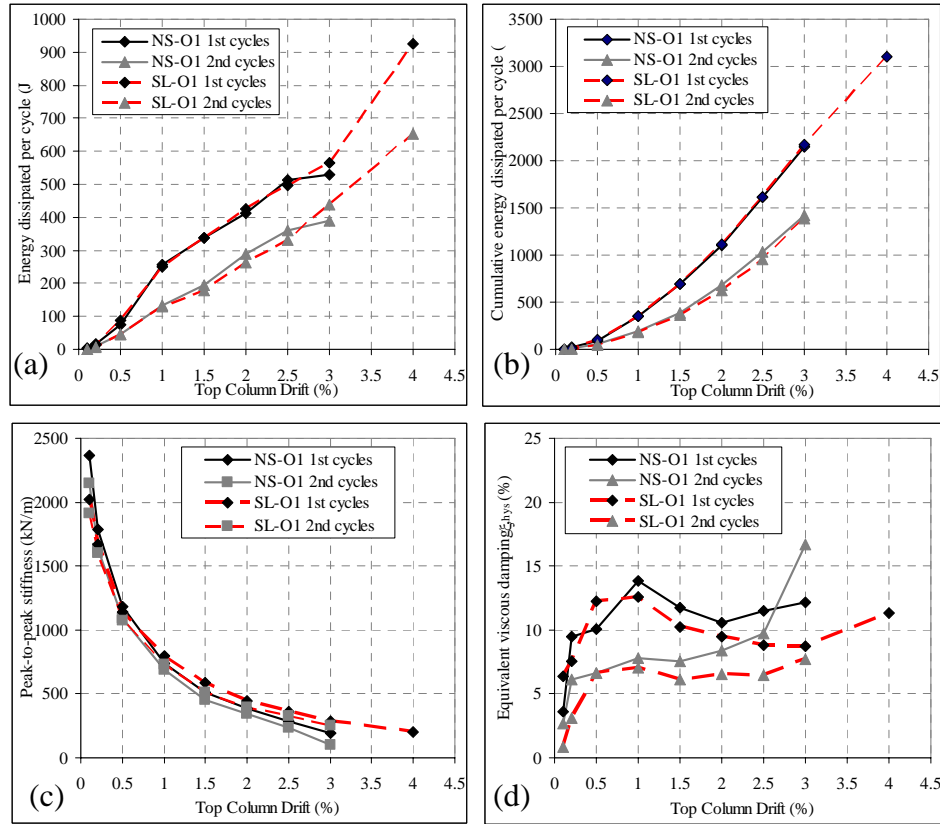 1000
900
800
700
600
500
400
300
200
100
0
Energy dissipated per cycle (J
NS-O1 1st cycles
NS-O1 2nd cycles
SL-O1 1st cycles
SL-O1 2nd cycles
0 0.5 1 1.5 2 2.5 3 3.5 4 4.5
Top Column Drift (%)
(a)
3500
3000
2500
2000
1500
1000
500
0
Cumulative energy dissipated per cycle (
NS-O1 1st cycles
NS-O1 2nd cycles
SL-O1 1st cycles
SL-O1 2nd cycles
0 0.5 1 1.5 2 2.5 3 3.5 4 4.5
Top Column Drift (%)
(b)
2500
2000
1500
1000
500
0
Peak-to-peak stiffness (kN/m)
NS-O1 1st cycles
NS-O1 2nd cycles
SL-O1 1st cycles
SL-O1 2nd cycles
0 0.5 1 1.5 2 2.5 3 3.5 4 4.5
Top Column Drift (%)
(c)
25
20
15
10
5
0
Equivalent viscous damping ξhys (%)
NS-O1 1st cycles
NS-O1 2nd cycles
SL-O1 1st cycles
SL-O1 2nd cycles
0 0.5 1 1.5 2 2.5 3 3.5 4 4.5
Top Column Drift (%)
(d)